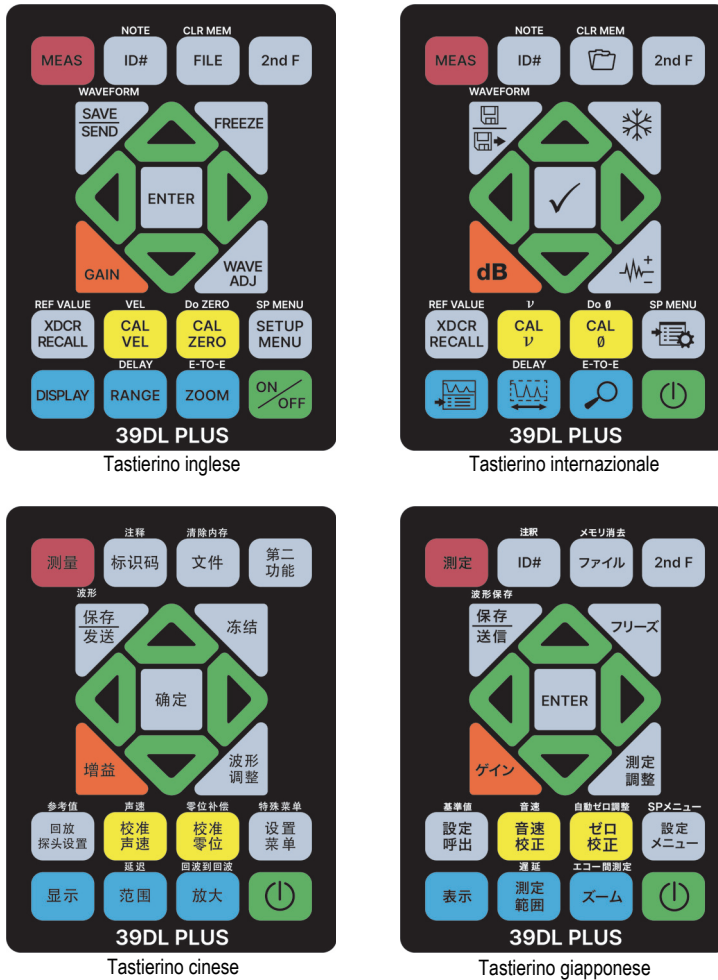 NOTE CLR MEM
MEAS ID# FILE 2nd F
WAVEFORM
SAVE
SEND
FREEZE
ENTER
GAIN
WAVE
ADJ
REF VALUE VEL Do ZERO SP MENU
XDCR
RECALL
CAL
VEL
CAL
ZERO
SETUP
MENU
DELAY E-TO-E
DISPLAY RANGE ZOOM ON/OFF
39DL PLUS
Tastierino inglese
NOTE CLR MEM
MEAS ID# 2nd F
WAVEFORM
dB
REF VALUE ν Do Ø SP MENU
XDCR
RECALL
CAL
ν
CAL
Ø
DELAY E-TO-E
39DL PLUS
Tastierino internazionale
注释 清除内存
测量 标识码 文件 第二
功能
波形
保存
发送
冻结
确定
增益
波形
调整
参考值 声速 零位补偿 特殊菜单
回放
探头设置
校准
声速
校准
零位
设置
菜单
延迟 回波到回波
显示 范围 放大
39DL PLUS
Tastierino cinese
注釈 メモリ消去
測定 ID# ファイル 2nd F
波形保存
保存
送信
フリーズ
ENTER
ゲイン
測定
調整
基準値 音速 自動ゼロ調整 SPメニュー
設定
呼出
音速
校正
ゼロ
校正
設定
メニュー
遅延 エコー間測定
表示 測定
範囲
ズーム
39DL PLUS
Tastierino giapponese